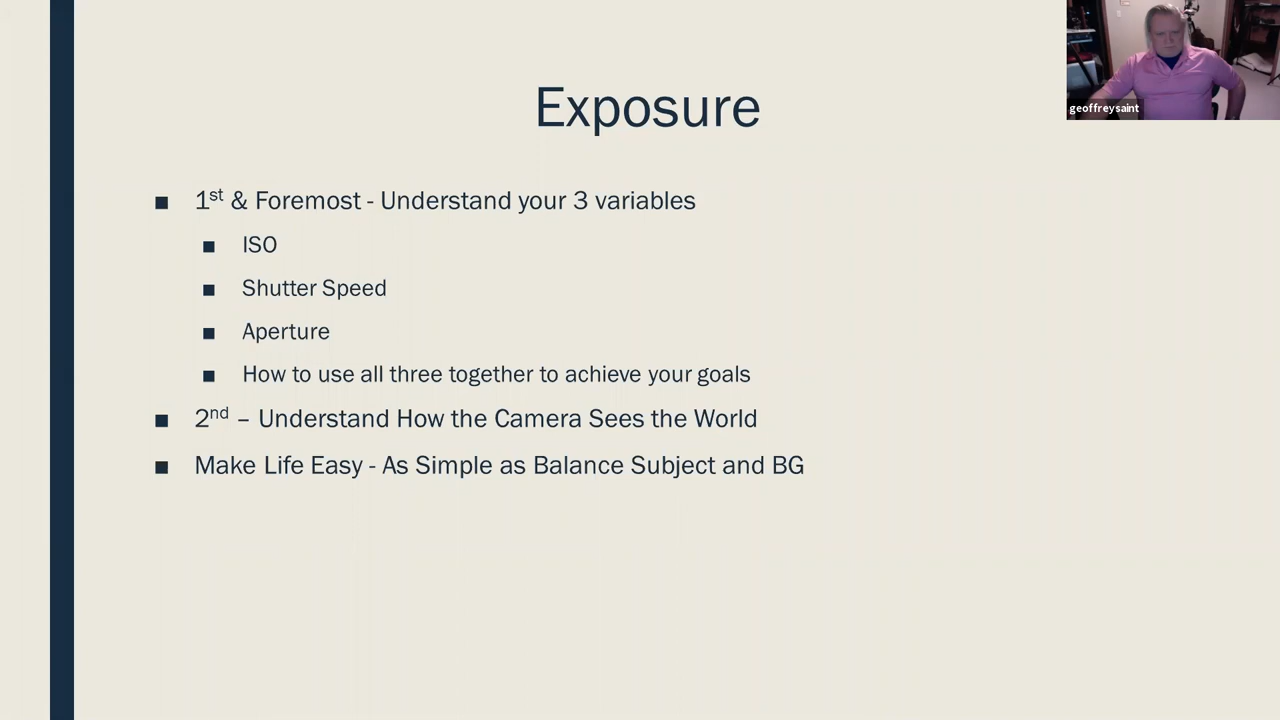 Exposure
geoffreysaint
■ 1st & Foremost - Understand your 3 variables
■ ISO
■ Shutter Speed
■ Aperture
■ How to use all three together to achieve your goals
■ 2nd – Understand How the Camera Sees the World
■ Make Life Easy - As Simple as Balance Subject and BG